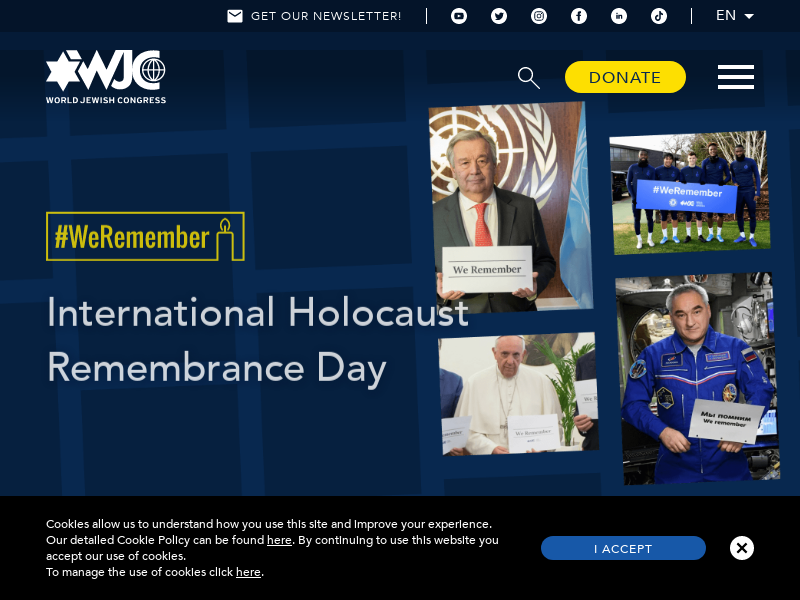 GET OUR NEWSLETTER!
EN
WJC
WORLD JEWISH CONGRESS
DONATE
#WeRemember
International Holocaust
Remembrance Day
We Remember
#WeRemember
We Remember
Мы помним
We remember
Cookies allow us to understand how you use this site and improve your experience.
Our detailed Cookie Policy can be found here. By continuing to use this website you
accept our use of cookies.
To manage the use of cookies click here.
I ACCEPT